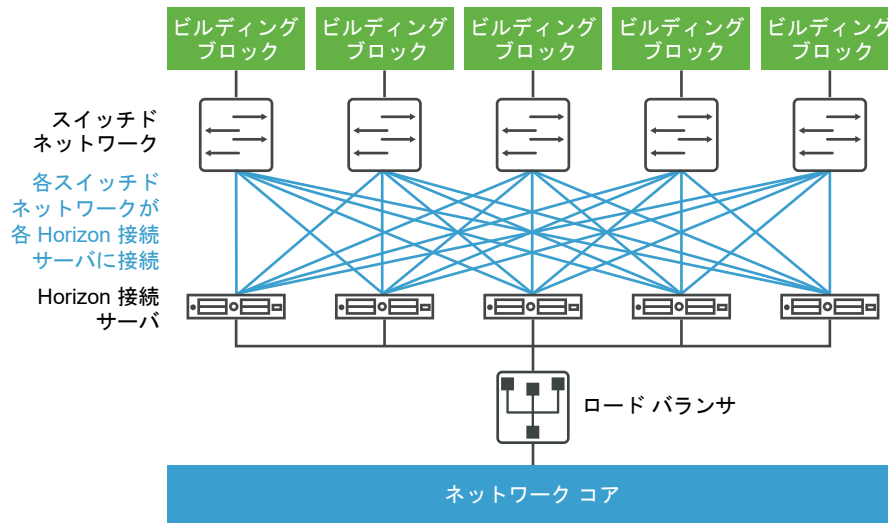 ビルディング
ブロック
ビルディング
ブロック
ビルディング
ブロック
ビルディング
ブロック
ビルディング
ブロック
スイッチド
ネットワーク
各スイッチド
ネットワークが
各 Horizon 接続
サーバに接続
Horizon 接続
サーバ
ロード バランサ
ネットワーク コア